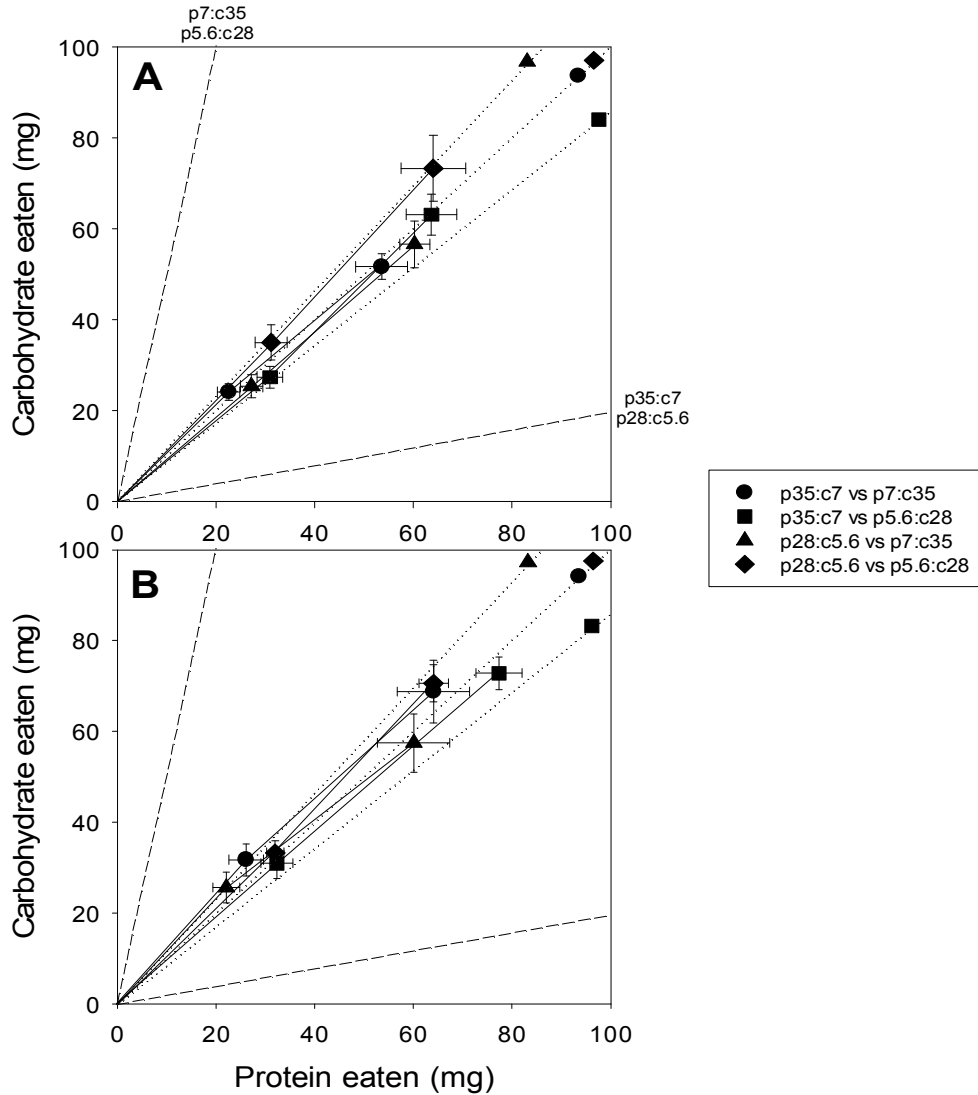 p7:c35
p5.6:c28
A
100
80
60
40
20
0
Carbohydrate eaten (mg)
p35:c7
p28:c5.6
0 20 40 60 80 100
p35:c7 vs p7:c35
p35:c7 vs p5.6:c28
p28:c5.6 vs p7:c35
p28:c5.6 vs p5.6:c28
B
100
80
60
40
20
0
Carbohydrate eaten (mg)
0 20 40 60 80 100
Protein eaten (mg)